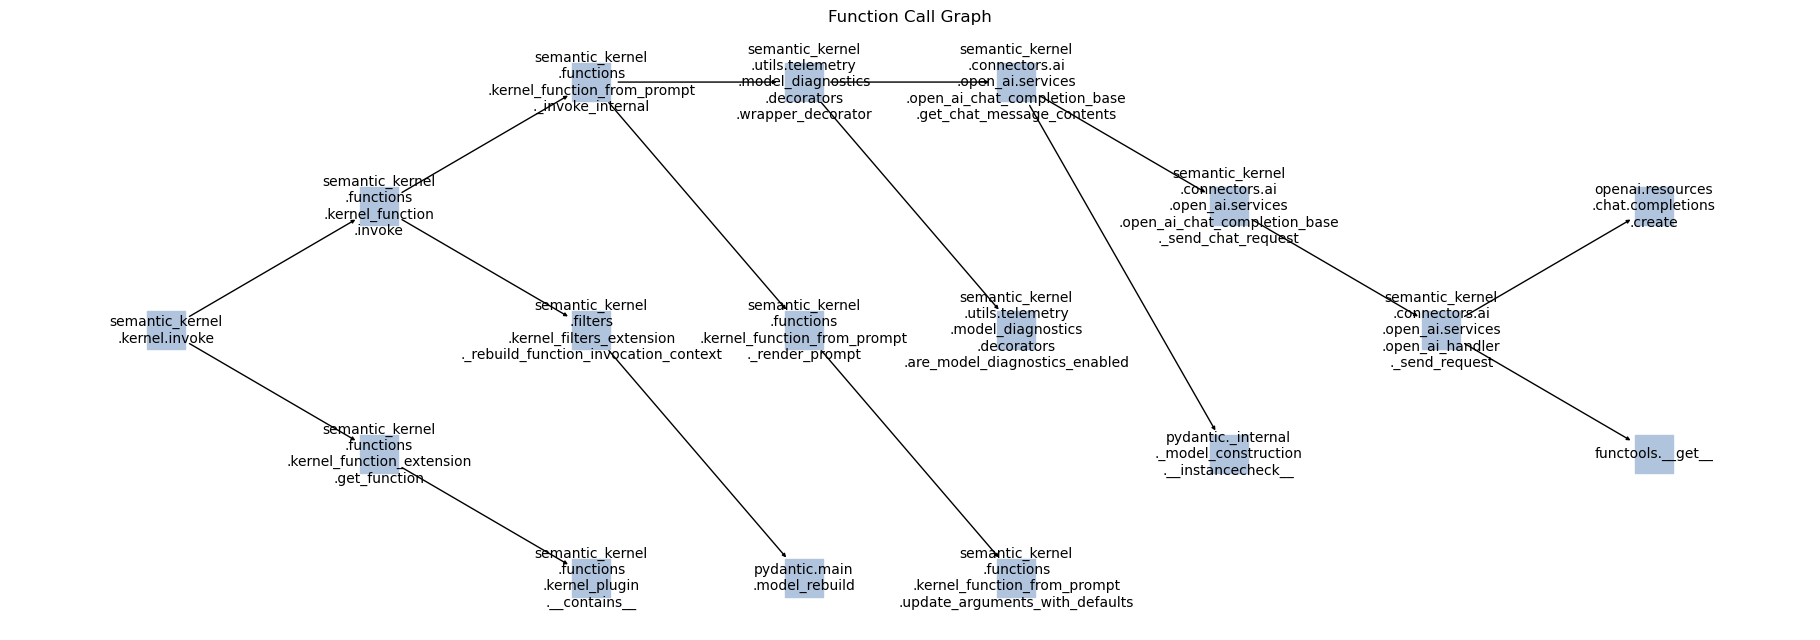 Function Call Graph
semantic_kernel
.functions
.kernel_function_from_prompt
._invoke_internal
semantic_kernel
.utils.telemetry
.model_diagnostics
.decorators
.wrapper_decorator
semantic_kernel
.connectors.ai
.open_ai.services
.open_ai_chat_completion_base
.get_chat_message_contents
semantic_kernel
.functions
.kernel_function
.invoke
semantic_kernel
.connectors.ai
.open_ai.services
.open_ai_chat_completion_base
._send_chat_request
openai.resources
.chat.completions
.create
semantic_kernel
.kernel.invoke
semantic_kernel
.filters
.kernel_filters_extension
._rebuild_function_invocation_context
semantic_kernel
.functions
.kernel_function_from_prompt
._render_prompt
semantic_kernel
.utils.telemetry
.model_diagnostics
.decorators
.are_model_diagnostics_enabled
semantic_kernel
.connectors.ai
.open_ai.services
.open_ai_handler
._send_request
semantic_kernel
.functions
.kernel_function_extension
.get_function
pydantic._internal
._model_construction
.__instancecheck__
functools.__get__
semantic_kernel
.functions
.kernel_plugin
.__contains__
pydantic.main
.model_rebuild
semantic_kernel
.functions
.kernel_function_from_prompt
.update_arguments_with_defaults